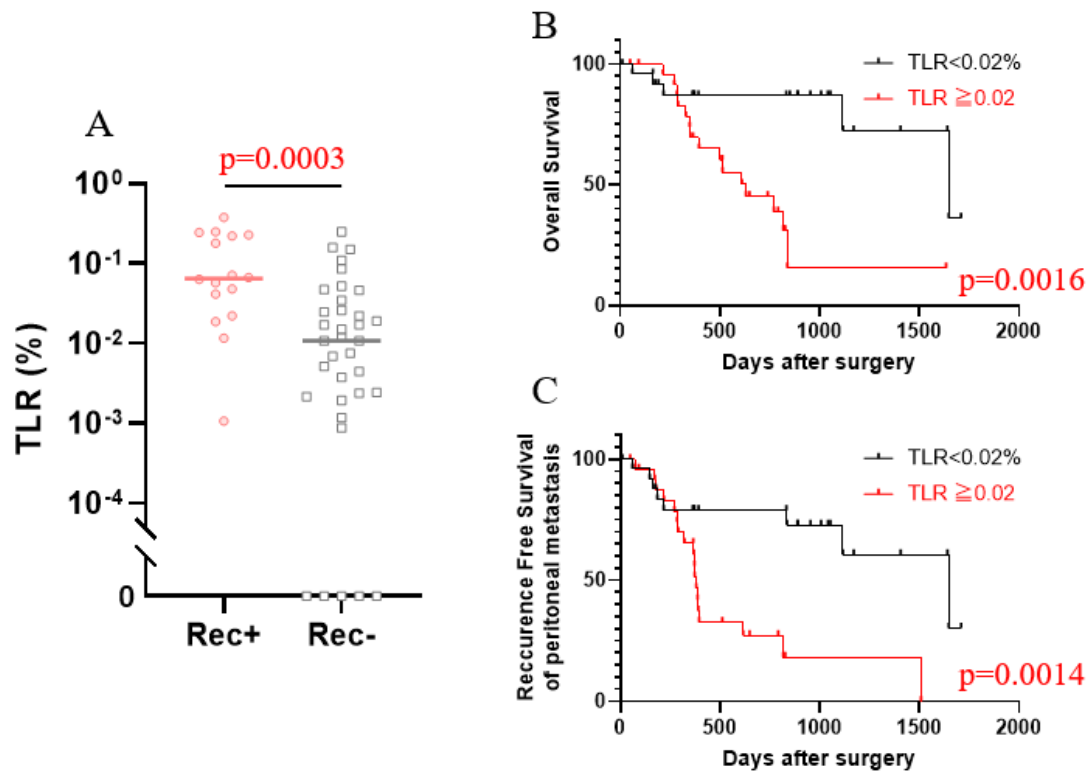 A
p=0.0003
TLR (%)
10⁰
10⁻¹
10⁻²
10⁻³
10⁻⁴
0
Rec+ Rec-
B
TLR<0.02%
TLR ≧0.02
Overall Survival
100
50
0
0 500 1000 1500 2000
p=0.0016
Days after surgery
C
TLR<0.02%
TLR ≧0.02
Reccurence Free Survival
of peritoneal metastasis
100
50
0
0 500 1000 1500 2000
p=0.0014
Days after surgery